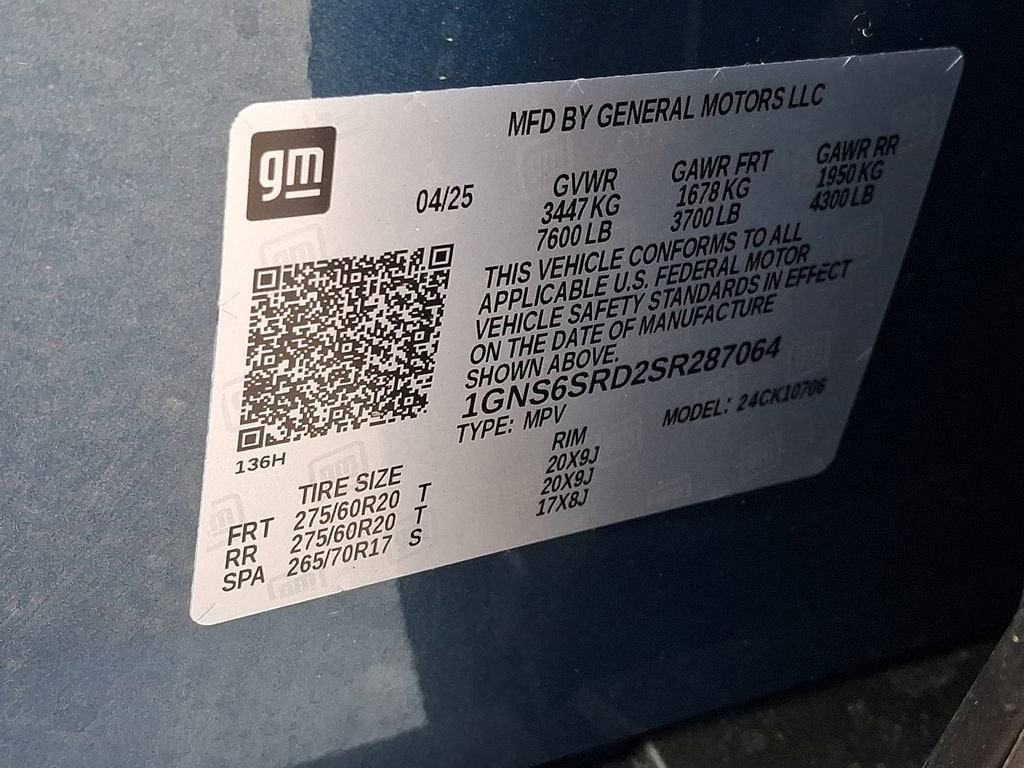 MFD BY GENERAL MOTORS LLC
gm
04/25
GVWR
3447 KG
7600 LB
GAWR FRT
1678 KG
3700 LB
GAWR RR
1950 KG
4300 LB
THIS VEHICLE CONFORMS TO ALL
APPLICABLE U.S. FEDERAL MOTOR
VEHICLE SAFETY STANDARDS IN EFFECT
ON THE DATE OF MANUFACTURE
SHOWN ABOVE.
1GNS6SRD2SR287064
TYPE: MPV
MODEL: 24CK10706
136H
TIRE SIZE
RIM
FRT 275/60R20 T 20X9J
RR 275/60R20 T 20X9J
SPA 265/70R17 S 17X8J